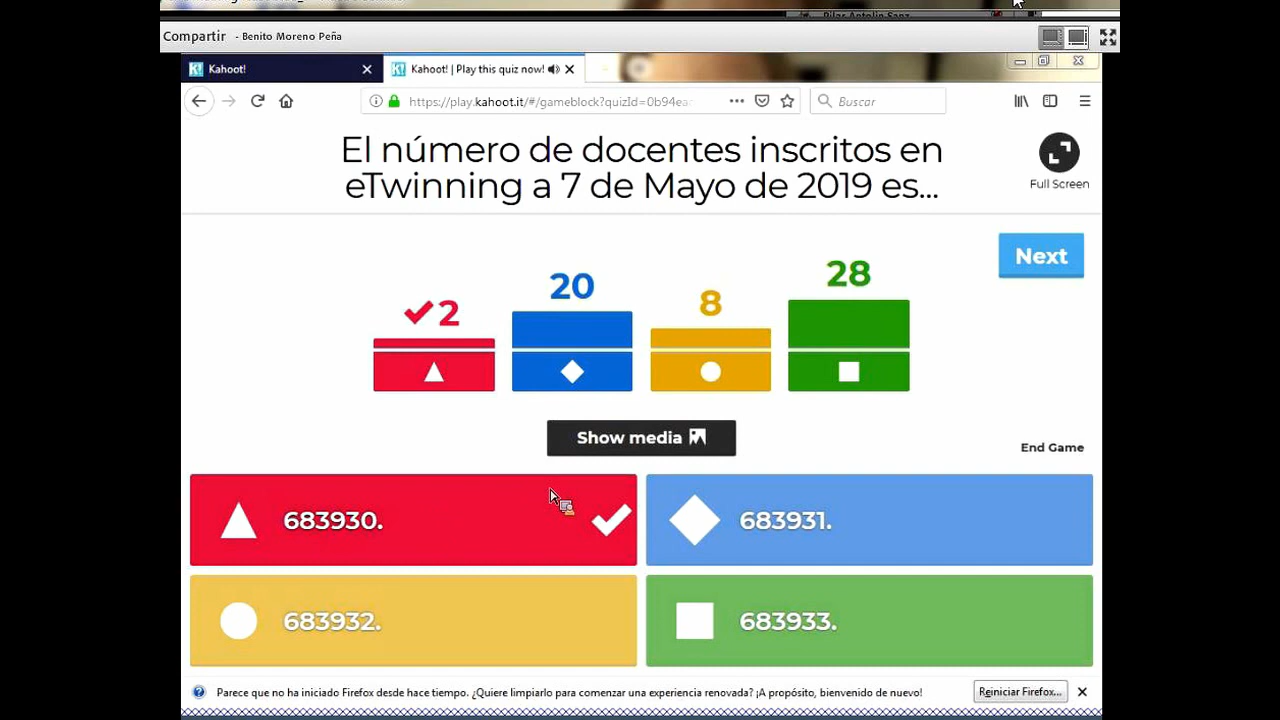 Compartir - Benito Moreno Peña
Kahoot!
Kahoot! | Play this quiz now!
https://play.kahoot.it/#/gameblock?quizId=0b94ea
Buscar
El número de docentes inscritos en
eTwinning a 7 de Mayo de 2019 es...
Full Screen
Next
2
20
8
28
Show media
End Game
683930.
683931.
683932.
683933.
Parece que no ha iniciado Firefox desde hace tiempo. ¿Quiere limpiarlo para comenzar una experiencia renovada? ¡A propósito, bienvenido de nuevo!
Reiniciar Firefox...